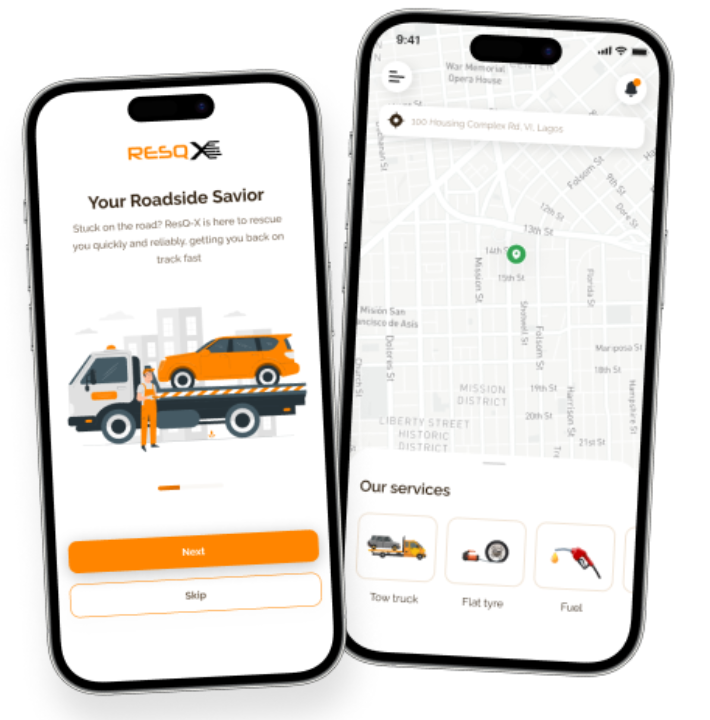 RESQX
Your Roadside Savior
Stuck on the road? ResQ-X is here to rescue
you quickly and reliably, getting you back on
track fast
Next
Skip
9:41
War Memorial
Opera House
CENTER
100 Housing Complex Rd, VI, Lagos
Folsom St
9th St
Dore St
12th St
13th St
14th St
15th St
Mission St
Shotwell St
Folsom St
Florida St
Misión San
ancisco de Asis
Dolores St
Church St
Mariposa St
18th St
MISSION
DISTRICT
19th St
20th St
Harrison St
Hampshire St
21st St
LIBERTY STREET
HISTORIC
DISTRICT
Our services
Tow truck
Flat tyre
Fuel